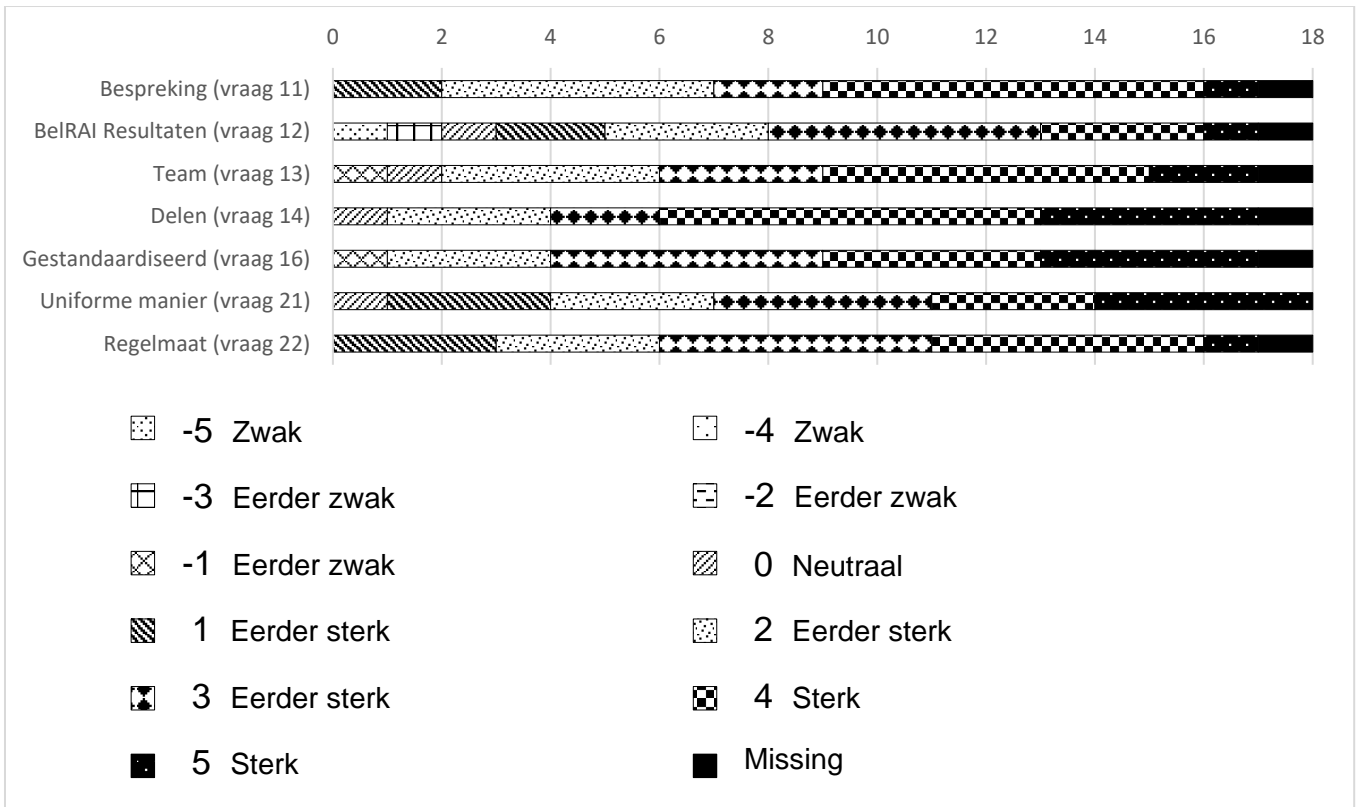 0 2 4 6 8 10 12 14 16 18
Bespreking (vraag 11)
BelRAI Resultaten (vraag 12)
Team (vraag 13)
Delen (vraag 14)
Gestandaardiseerd (vraag 16)
Uniforme manier (vraag 21)
Regelmaat (vraag 22)
-5 Zwak -4 Zwak
-3 Eerder zwak -2 Eerder zwak
-1 Eerder zwak 0 Neutraal
1 Eerder sterk 2 Eerder sterk
3 Eerder sterk 4 Sterk
5 Sterk Missing